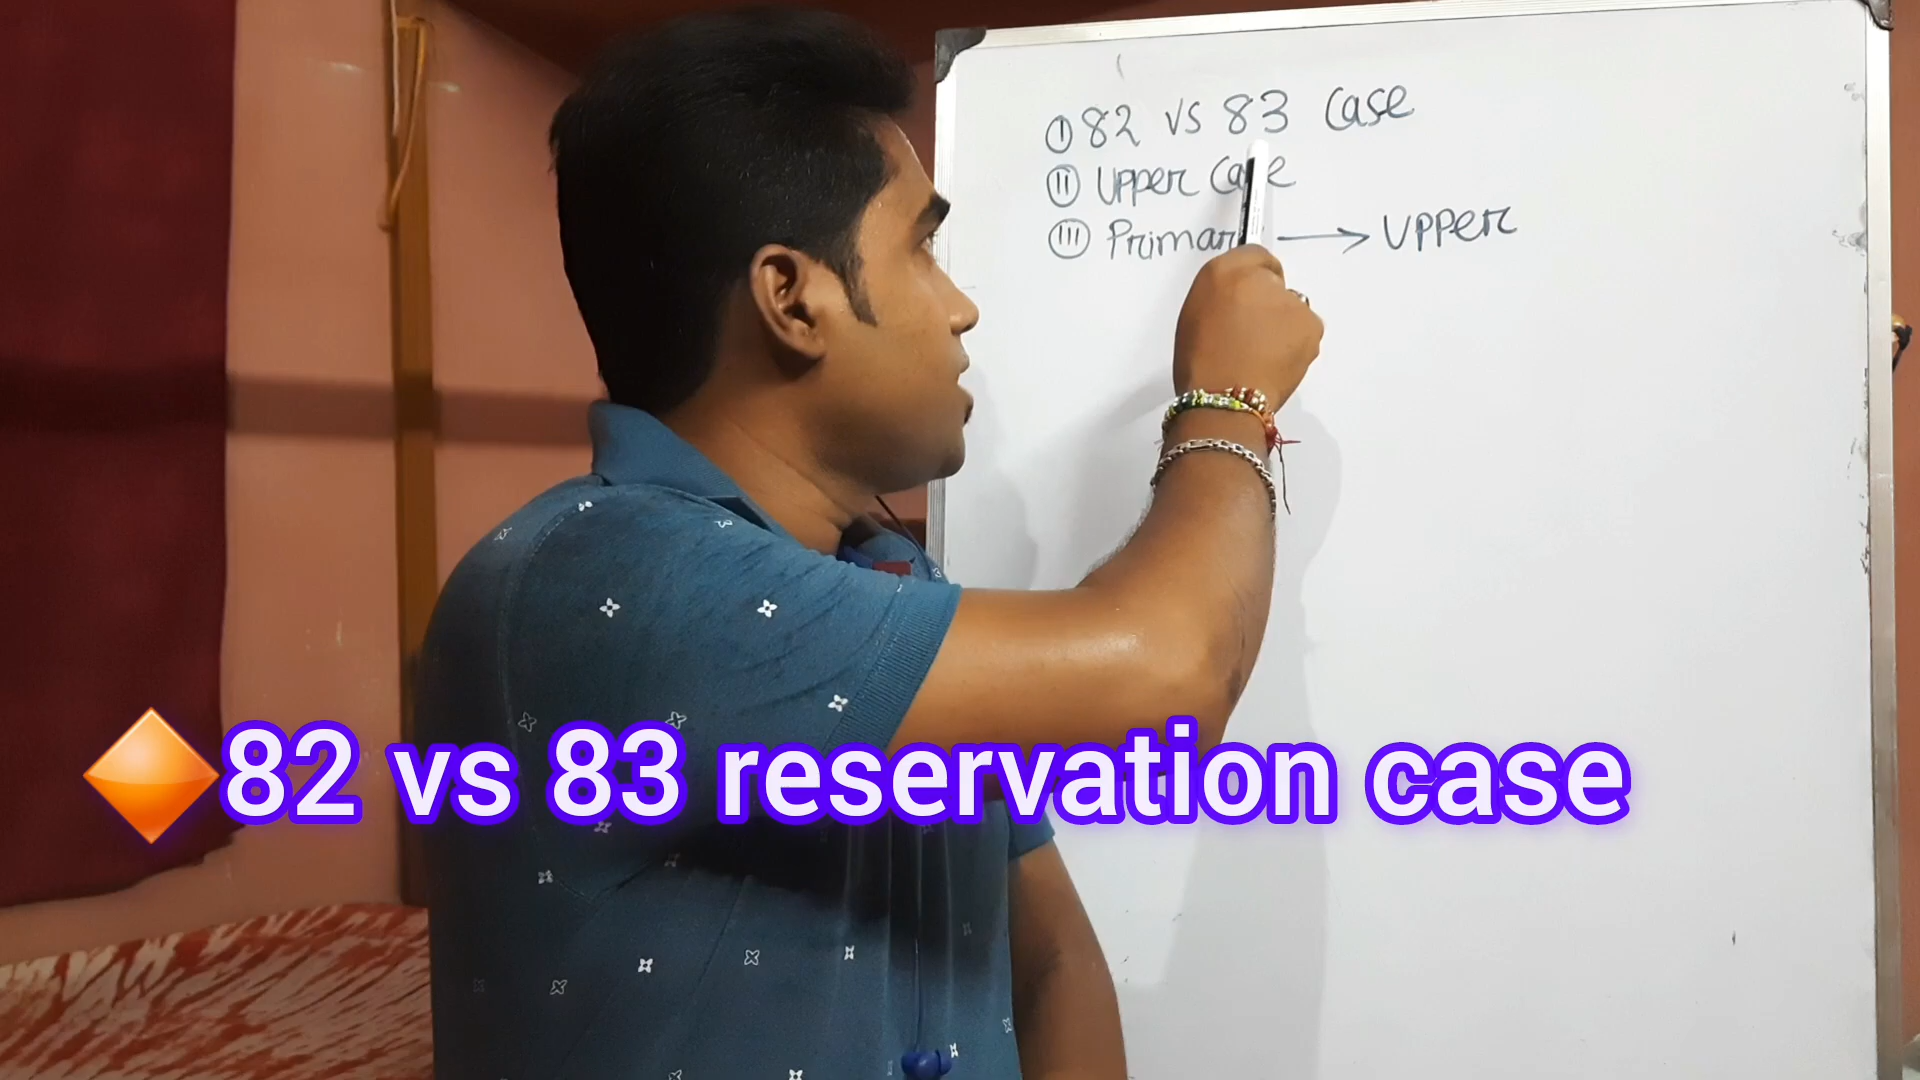 ① 82 vs 83 Case
② Upper Case
③ Primary → Upper
82 vs 83 reservation case